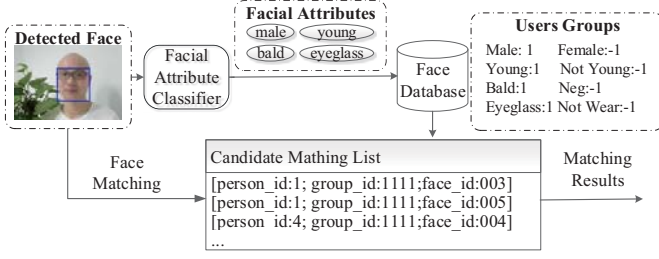 Detected Face
Facial Attribute Classifier
Facial Attributes
male young
bald eyeglass
Face Database
Users Groups
Male: 1 Female:-1
Young:1 Not Young:-1
Bald:1 Neg:-1
Eyeglass:1 Not Wear:-1
Face Matching
Candidate Mathing List
[person_id:1; group_id:1111;face_id:003]
[person_id:1; group_id:1111;face_id:005]
[person_id:4; group_id:1111;face_id:004]
...
Matching Results